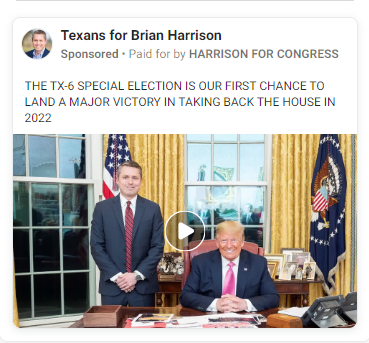 Texans for Brian Harrison
Sponsored • Paid for by HARRISON FOR CONGRESS
THE TX-6 SPECIAL ELECTION IS OUR FIRST CHANCE TO
LAND A MAJOR VICTORY IN TAKING BACK THE HOUSE IN
2022